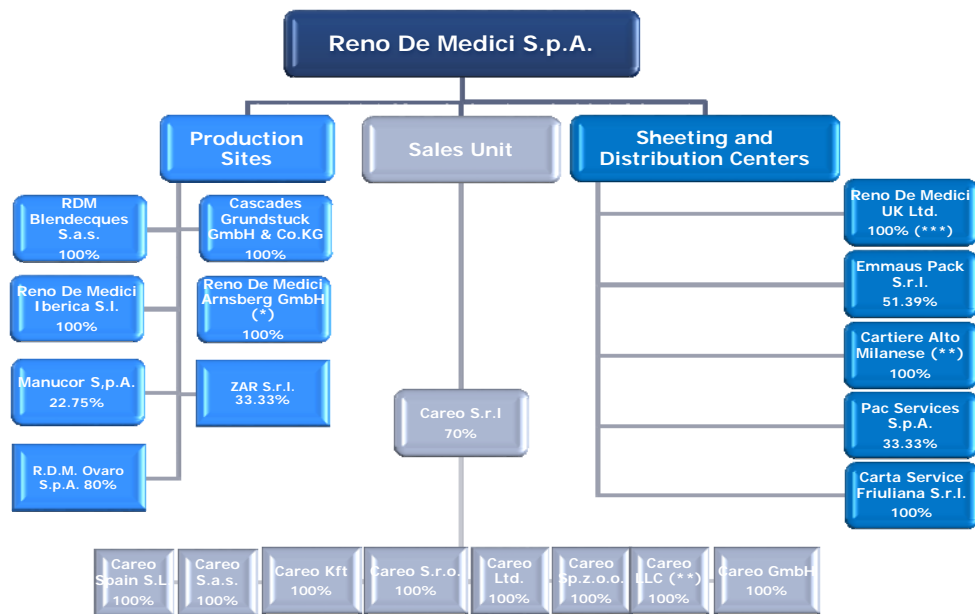 Reno De Medici S.p.A.
Production
Sites
Sales Unit
Sheeting and
Distribution Centers
RDM
Blendecques
S.a.s.
100%
Cascades
Grundstuck
GmbH & Co.KG
100%
Reno De Medici
Iberica S.l.
100%
Reno De Medici
Arnsberg GmbH
(*)
100%
Manucor S,p.A.
22.75%
ZAR S.r.l.
33.33%
R.D.M. Ovaro
S.p.A. 80%
Careo S.r.l
70%
Reno De Medici
UK Ltd.
100% (***)
Emmaus Pack
S.r.l.
51.39%
Cartiere Alto
Milanese (**)
100%
Pac Services
S.p.A.
33.33%
Carta Service
Friuliana S.r.l.
100%
Careo
Spain S.L
100%
Careo
S.a.s.
100%
Careo Kft
100%
Careo S.r.o.
100%
Careo
Ltd.
100%
Careo
Sp.z.o.o.
100%
Careo
LLC (**)
100%
Careo GmbH
100%